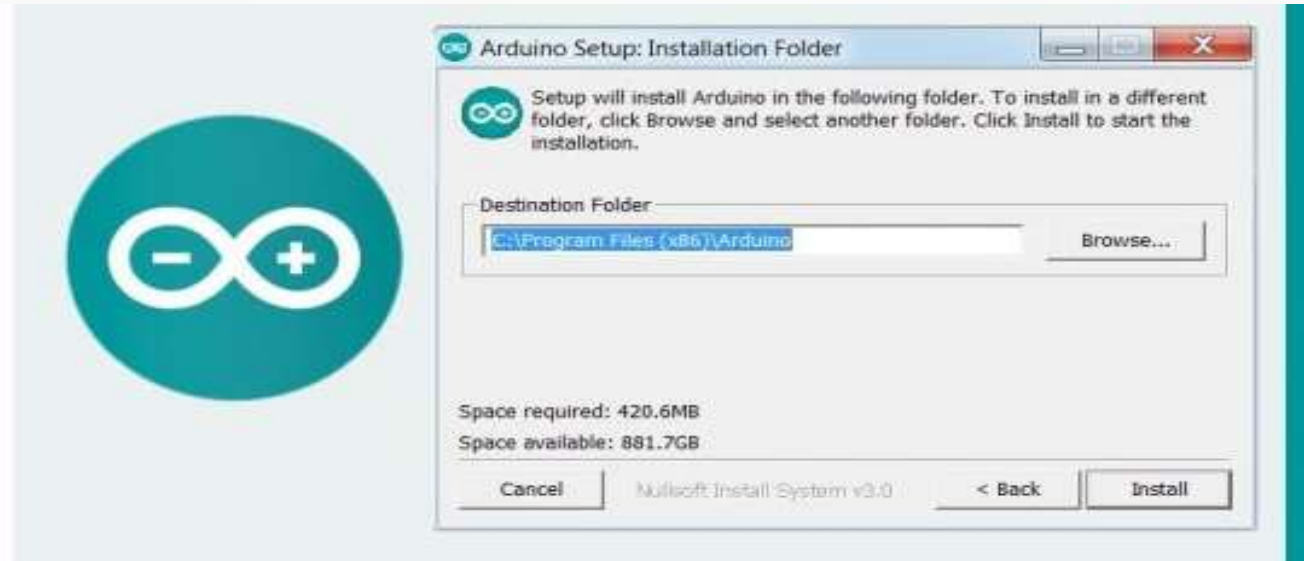 Arduino Setup: Installation Folder
Setup will install Arduino in the following folder. To install in a different
folder, click Browse and select another folder. Click Install to start the
installation.
Destination Folder
C:\Program Files (x86)\Arduino
Browse...
Space required: 420.6MB
Space available: 881.7GB
Cancel
Nullsoft Install System v3.0
< Back
Install